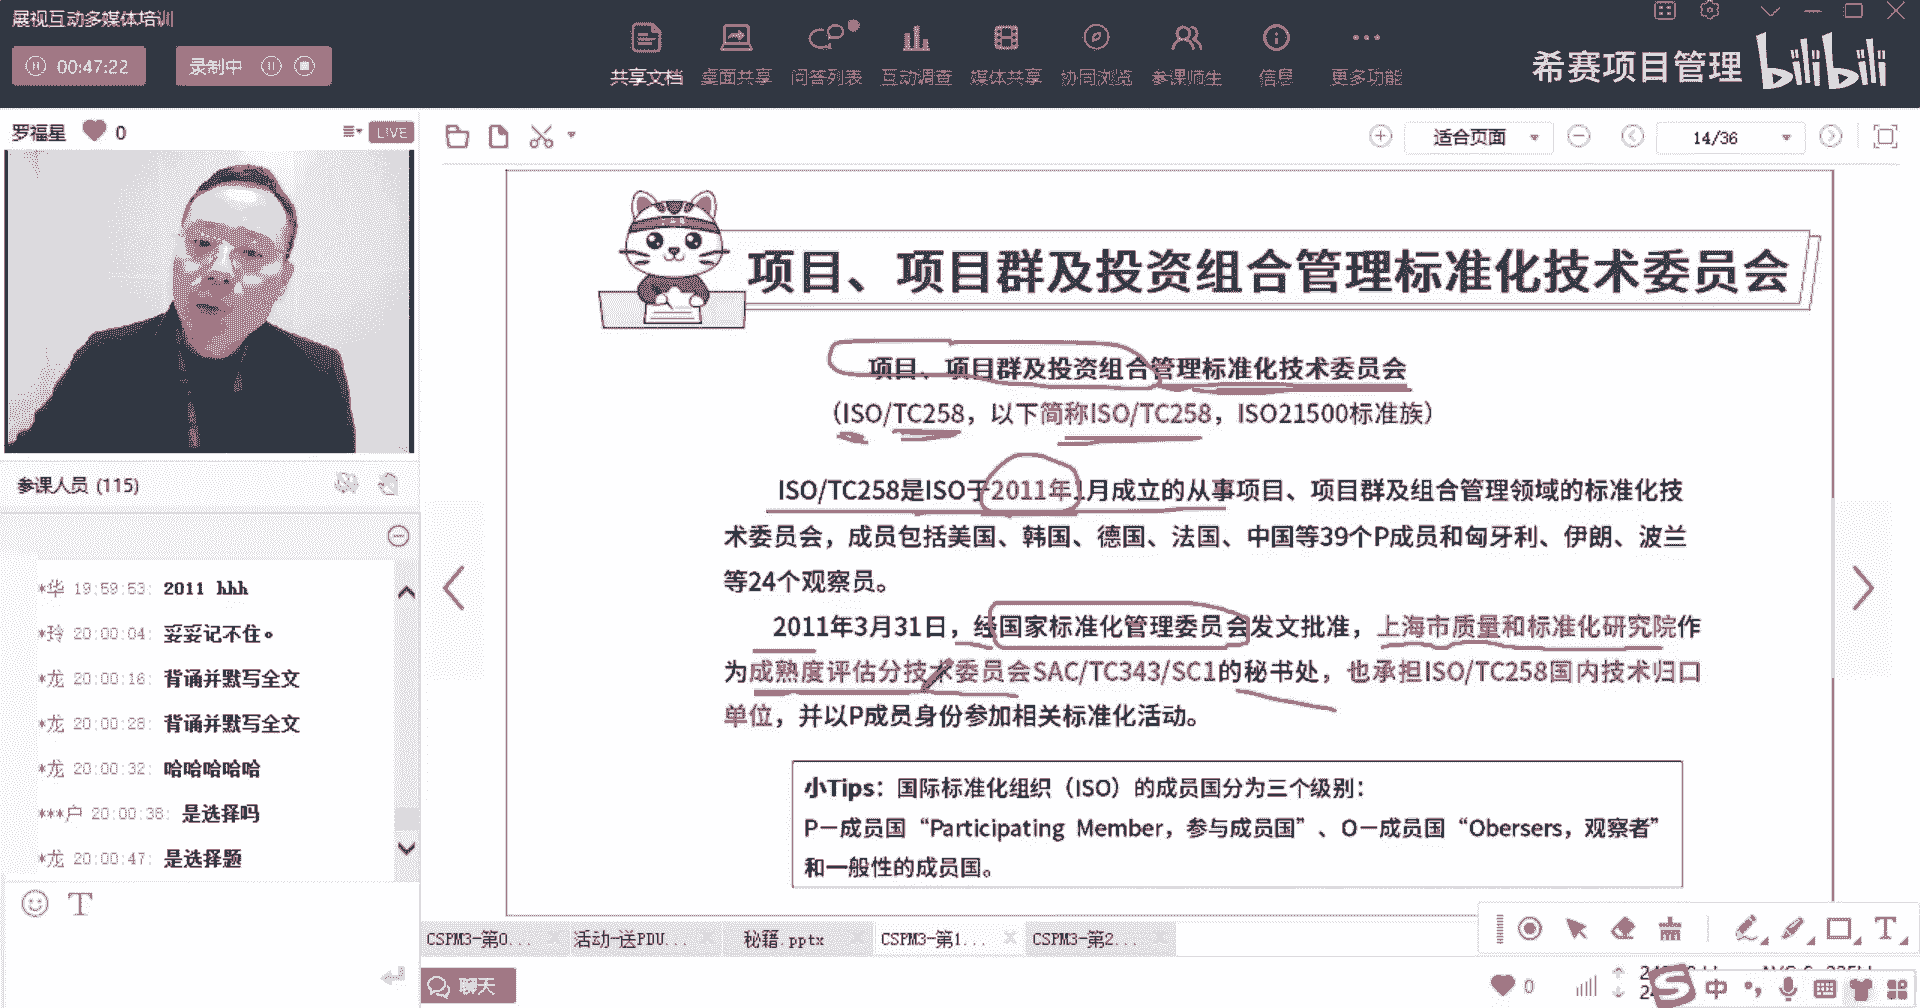 展视互动多媒体培训
00:47:22
录制中
共享文档 桌面共享 问答列表 互动调查 媒体共享 协同浏览 参课师生 信息 更多功能
希赛项目管理 bilibili
罗福星 0 LIVE
适合页面 14/36
项目、项目群及投资组合管理标准化技术委员会
项目、项目群及投资组合管理标准化技术委员会
（ISO/TC258，以下简称ISO/TC258，ISO21500标准族）
ISO/TC258是ISO于2011年1月成立的从事项目、项目群及组合管理领域的标准化技
术委员会，成员包括美国、韩国、德国、法国、中国等39个P成员和匈牙利、伊朗、波兰
等24个观察员。
2011年3月31日，经国家标准化管理委员会发文批准，上海市质量和标准化研究院作
为成熟度评估分技术委员会SAC/TC343/SC1的秘书处，也承担ISO/TC258国内技术归口
单位，并以P成员身份参加相关标准化活动。
小Tips：国际标准化组织（ISO）的成员国分为三个级别：
P—成员国“Participating Member，参与成员国”、O—成员国“Obersers，观察者”
和一般性的成员国。
参课人员 (115)
*华 19:59:53: 2011 hhh
*玲 20:00:04: 妥妥记不住。
*龙 20:00:16: 背诵并默写全文
*龙 20:00:28: 背诵并默写全文
*龙 20:00:32: 哈哈哈哈哈
***户 20:00:38: 是选择吗
*龙 20:00:47: 是选择题
T
CSPM3-第0... 活动-送PDU... 秘籍.pptx CSPM3-第1... CSPM3-第2...
T
聊天
0
中